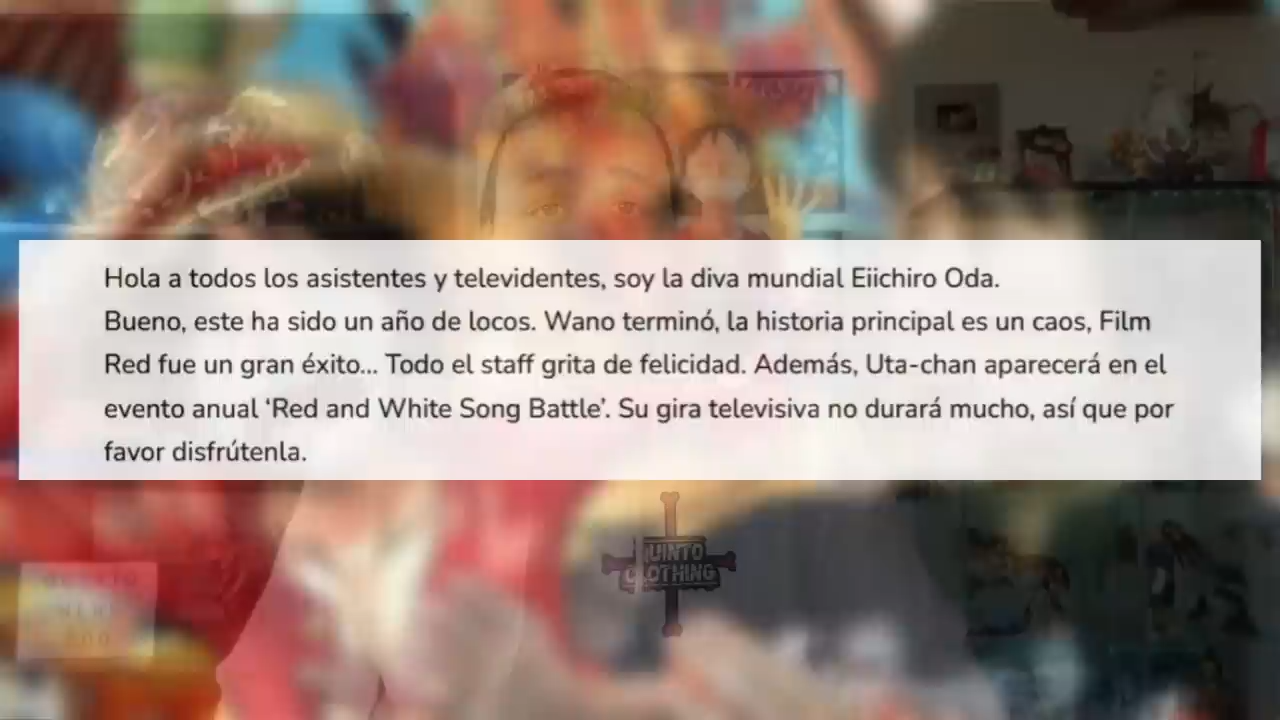 Hola a todos los asistentes y televidentes, soy la diva mundial Eiichiro Oda.
Bueno, este ha sido un año de locos. Wano terminó, la historia principal es un caos, Film
Red fue un gran éxito... Todo el staff grita de felicidad. Además, Uta-chan aparecerá en el
evento anual ‘Red and White Song Battle’. Su gira televisiva no durará mucho, así que por
favor disfrútenla.
QUINTO
CLOTHING